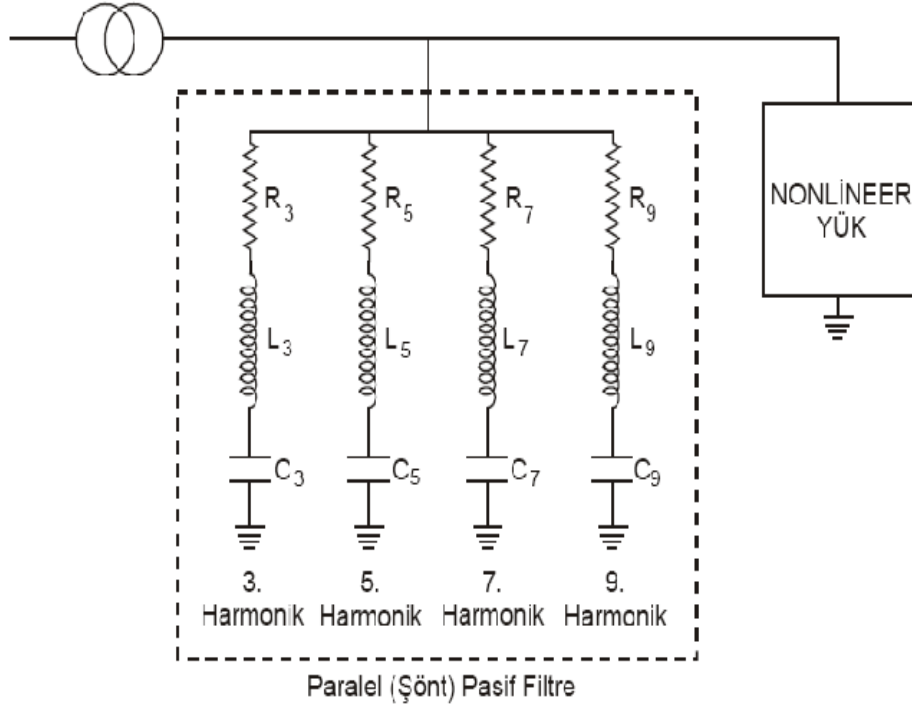 R3 R5 R7 R9
NONLİNEER
YÜK
L3 L5 L7 L9
C3 C5 C7 C9
3. 5. 7. 9.
Harmonik Harmonik Harmonik Harmonik
Paralel (Şönt) Pasif Filtre